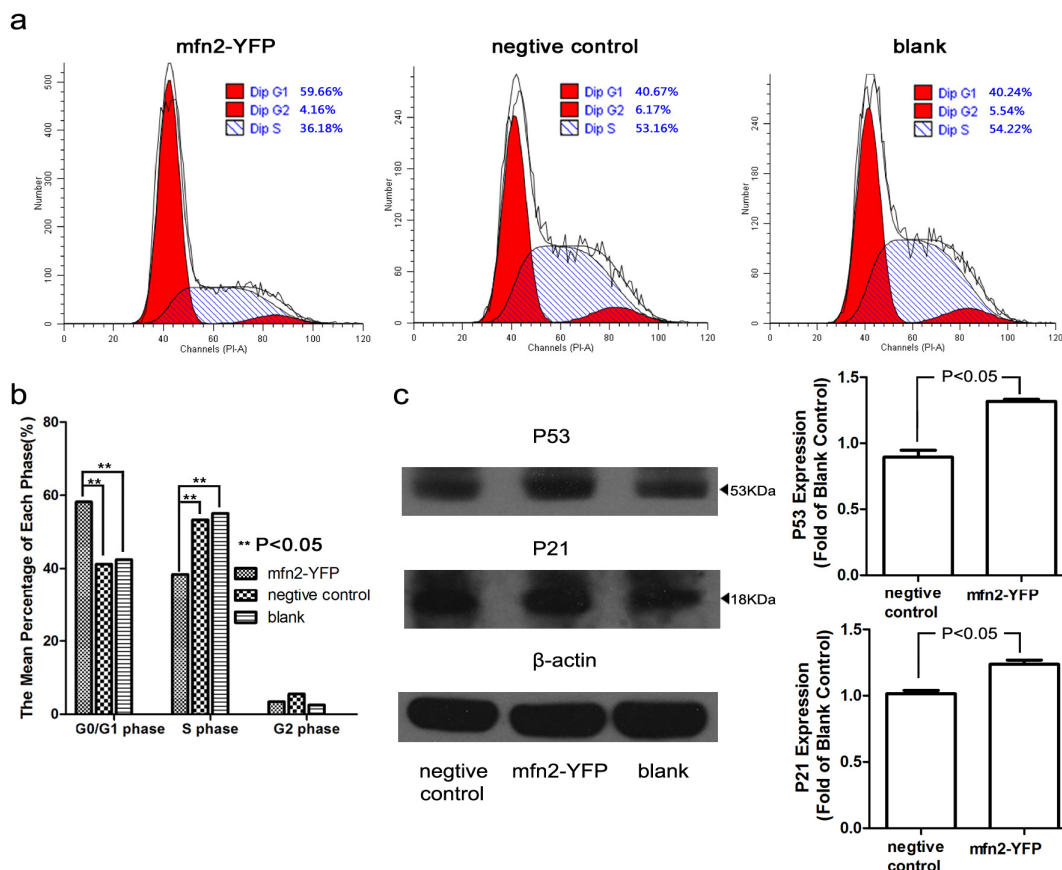 a
mfn2-YFP
Dip G1 59.66%
Dip G2 4.16%
Dip S 36.18%
Number
0 100 200 300 400 500
0 20 40 60 80 100 120
Channels (PI-A)
negtive control
Dip G1 40.67%
Dip G2 6.17%
Dip S 53.16%
Number
0 60 120 180 240
0 20 40 60 80 100 120
Channels (PI-A)
blank
Dip G1 40.24%
Dip G2 5.54%
Dip S 54.22%
Number
0 80 160 240 330
0 20 40 60 80 100 120
Channels (PI-A)
b
The Mean Percentage of Each Phase(%)
80
60
40
20
0
**
**
**
**
** P<0.05
mfn2-YFP
negtive control
blank
G0/G1 phase S phase G2 phase
c
P53
53KDa
P21
18KDa
β-actin
negtive
control
mfn2-YFP
blank
P53 Expression
(Fold of Blank Control)
1.5
1.0
0.5
0.0
P<0.05
negtive
control
mfn2-YFP
P21 Expression
(Fold of Blank Control)
1.5
1.0
0.5
0.0
P<0.05
negtive
control
mfn2-YFP